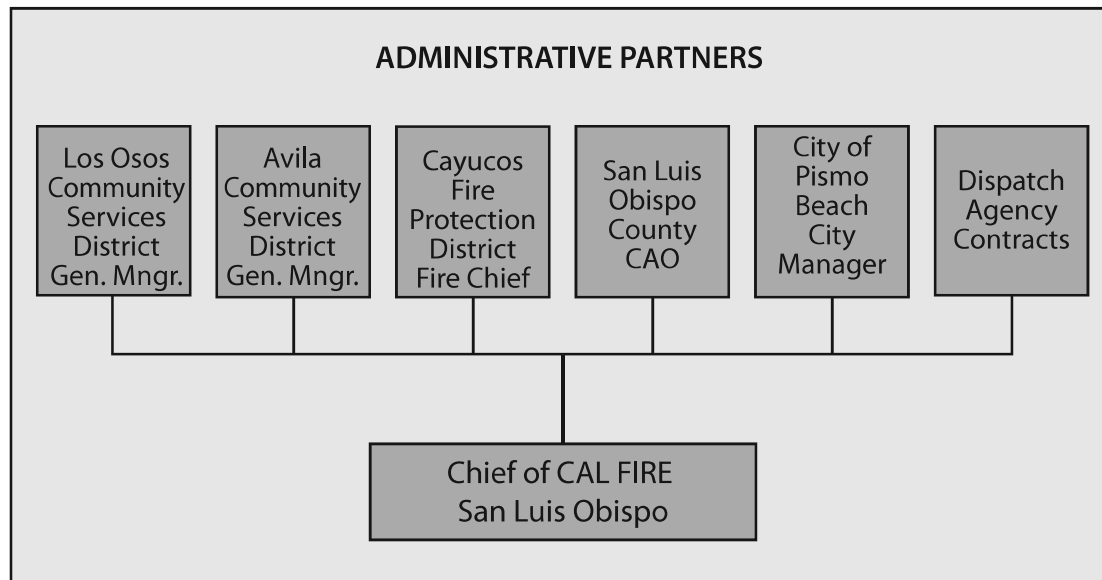 ADMINISTRATIVE PARTNERS
Los Osos
Community
Services
District
Gen. Mngr.
Avila
Community
Services
District
Gen. Mngr.
Cayucos
Fire
Protection
District
Fire Chief
San Luis
Obispo
County
CAO
City of
Pismo
Beach
City
Manager
Dispatch
Agency
Contracts
Chief of CAL FIRE
San Luis Obispo